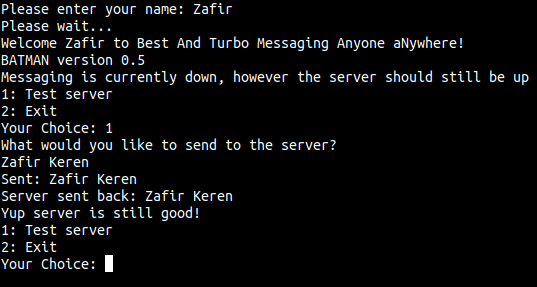 Please enter your name: Zafir
Please wait...
Welcome Zafir to Best And Turbo Messaging Anyone aNywhere!
BATMAN version 0.5
Messaging is currently down, however the server should still be up
1: Test server
2: Exit
Your Choice: 1
What would you like to send to the server?
Zafir Keren
Sent: Zafir Keren
Server sent back: Zafir Keren
Yup server is still good!
1: Test server
2: Exit
Your Choice: